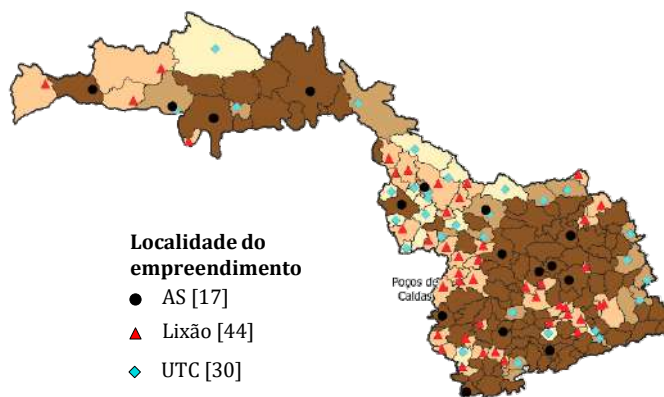 Localidade do
empreendimento
AS [17]
Lixão [44]
UTC [30]
Poços de
Caldas